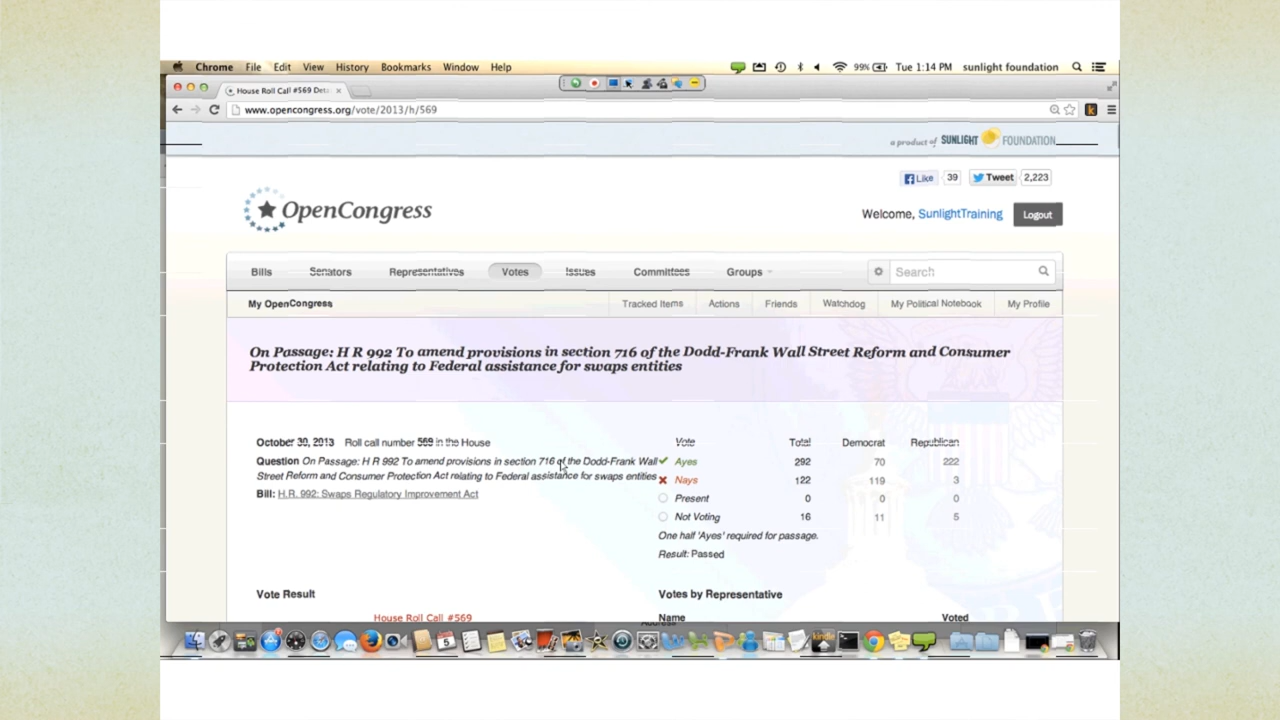 Chrome File Edit View History Bookmarks Window Help 99% Tue 1:14 PM sunlight foundation
House Roll Call #569 Deta
www.opencongress.org/vote/2013/h/569
a product of SUNLIGHT FOUNDATION
Like 39 Tweet 2,223
OpenCongress
Welcome, SunlightTraining Logout
Bills Senators Representatives Votes Issues Committees Groups Search
My OpenCongress Tracked Items Actions Friends Watchdog My Political Notebook My Profile
On Passage: H R 992 To amend provisions in section 716 of the Dodd-Frank Wall Street Reform and Consumer
Protection Act relating to Federal assistance for swaps entities
October 30, 2013 Roll call number 569 in the House
Question On Passage: H R 992 To amend provisions in section 716 of the Dodd-Frank Wall
Street Reform and Consumer Protection Act relating to Federal assistance for swaps entities
Bill: H.R. 992: Swaps Regulatory Improvement Act
Vote Total Democrat Republican
Ayes 292 70 222
Nays 122 119 3
Present 0 0 0
Not Voting 16 11 5
One half 'Ayes' required for passage.
Result: Passed
Vote Result
House Roll Call #569
Votes by Representative
Name Voted
5
kindle